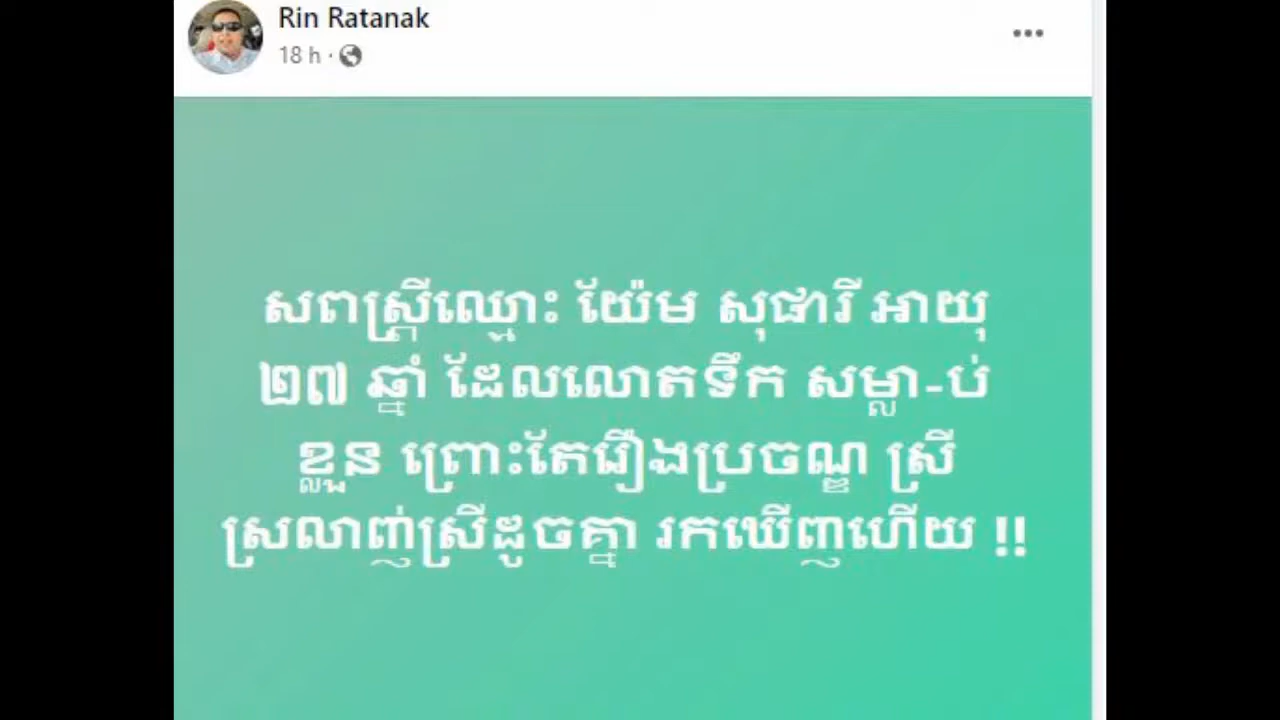 Rin Ratanak
18 h ·
សពស្ត្រីឈ្មោះ យ៉ែម សុផារី អាយុ
២៧ ឆ្នាំ ដែលលោតទឹក សម្លា-ប់
ខ្លួន ព្រោះតែរឿងប្រចណ្ឌ ស្រី
ស្រលាញ់ស្រីដូចគ្នា រកឃើញហើយ !!